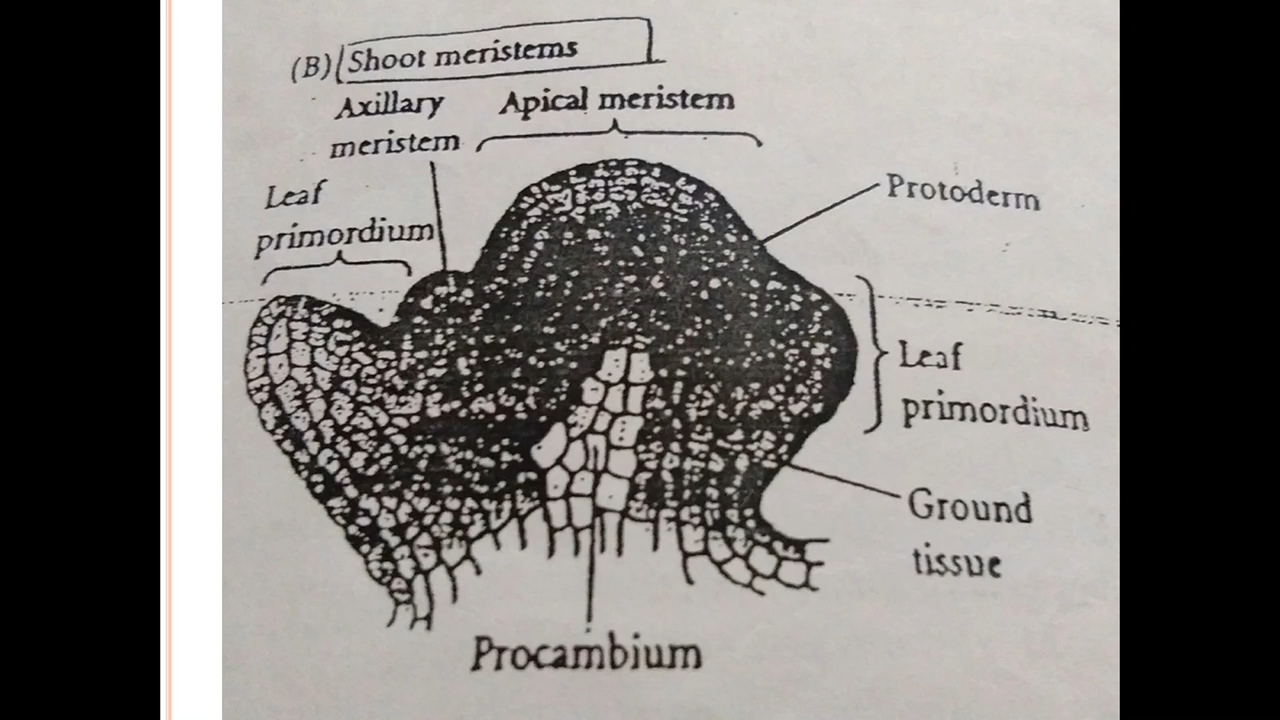 (B) Shoot meristems
Axillary
meristem
Apical meristem
Leaf
primordium
Protoderm
Leaf
primordium
Ground
tissue
Procambium